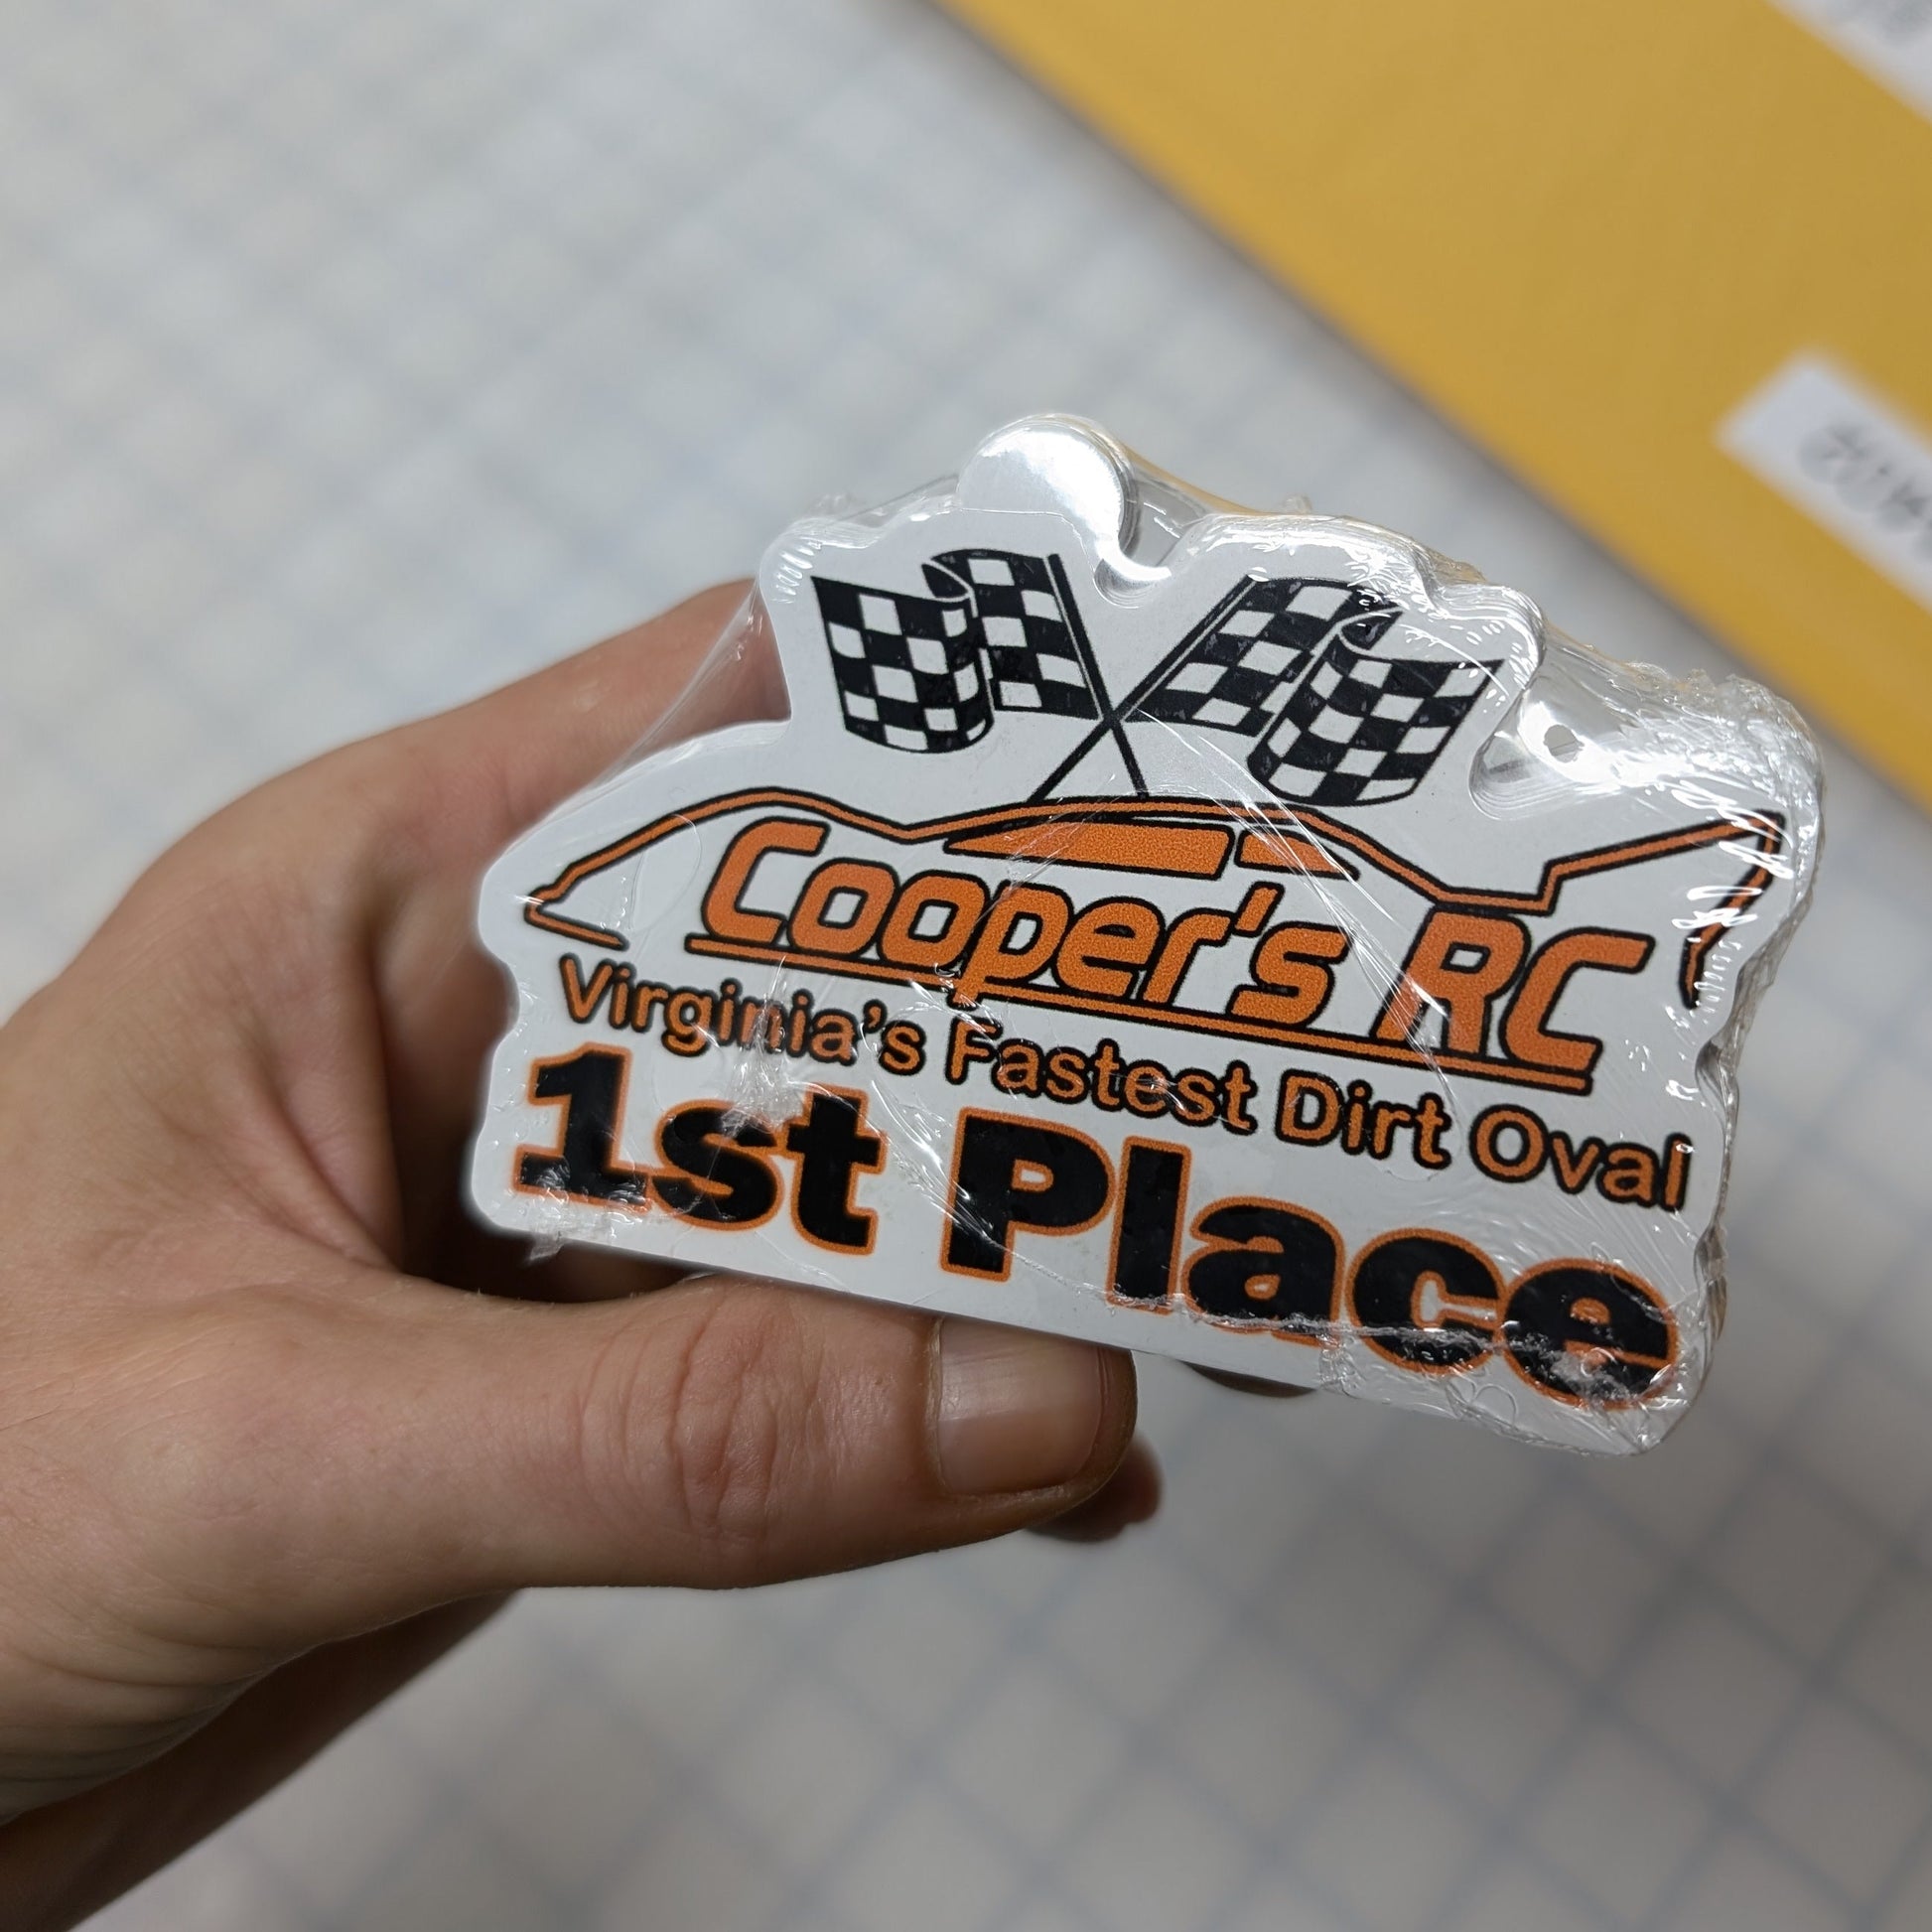 Cooper's RC
Virginia's Fastest Dirt Oval
1st Place